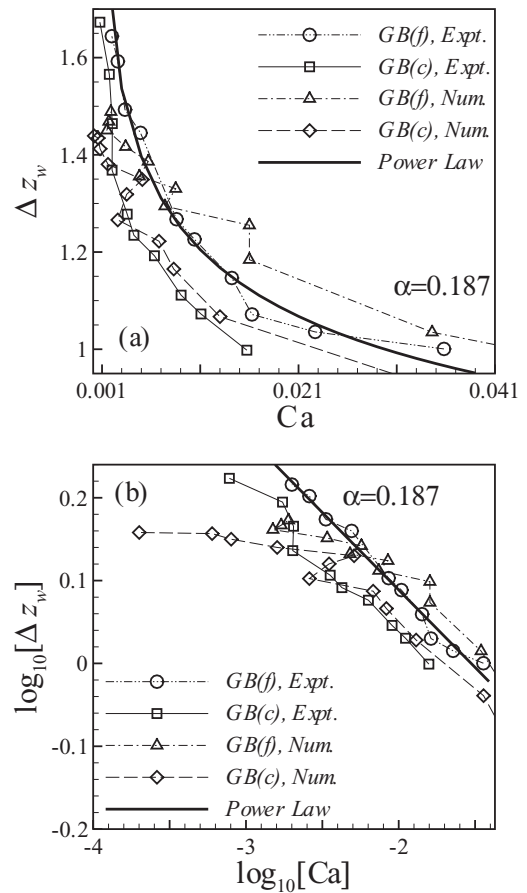 1.6
1.4
1.2
1
Δ z_w
GB(f), Expt.
GB(c), Expt.
GB(f), Num.
GB(c), Num.
Power Law
α=0.187
(a)
0.001 0.021 0.041
Ca
(b)
α=0.187
0.2
0.1
0
-0.1
-0.2
log₁₀[Δ z_w]
GB(f), Expt.
GB(c), Expt.
GB(f), Num.
GB(c), Num.
Power Law
-4 -3 -2
log₁₀[Ca]